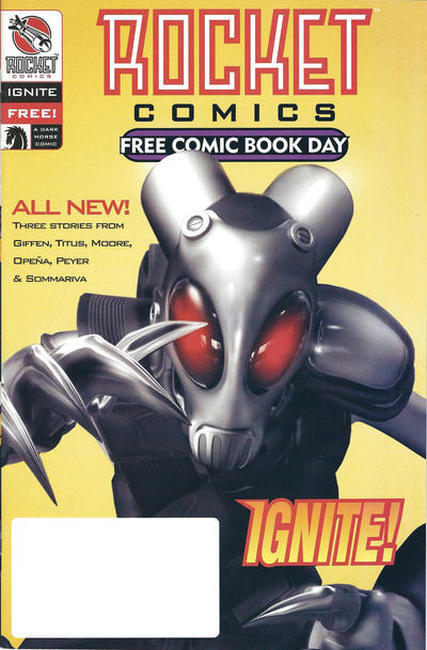 ROCKET
COMICS
IGNITE
FREE!
A DARK
HORSE
COMIC
ROCKET
COMICS
FREE COMIC BOOK DAY
ALL NEW!
THREE STORIES FROM
GIFFEN, TITUS, MOORE,
OPEÑA, PEYER
& SOMMARIVA
IGNITE!